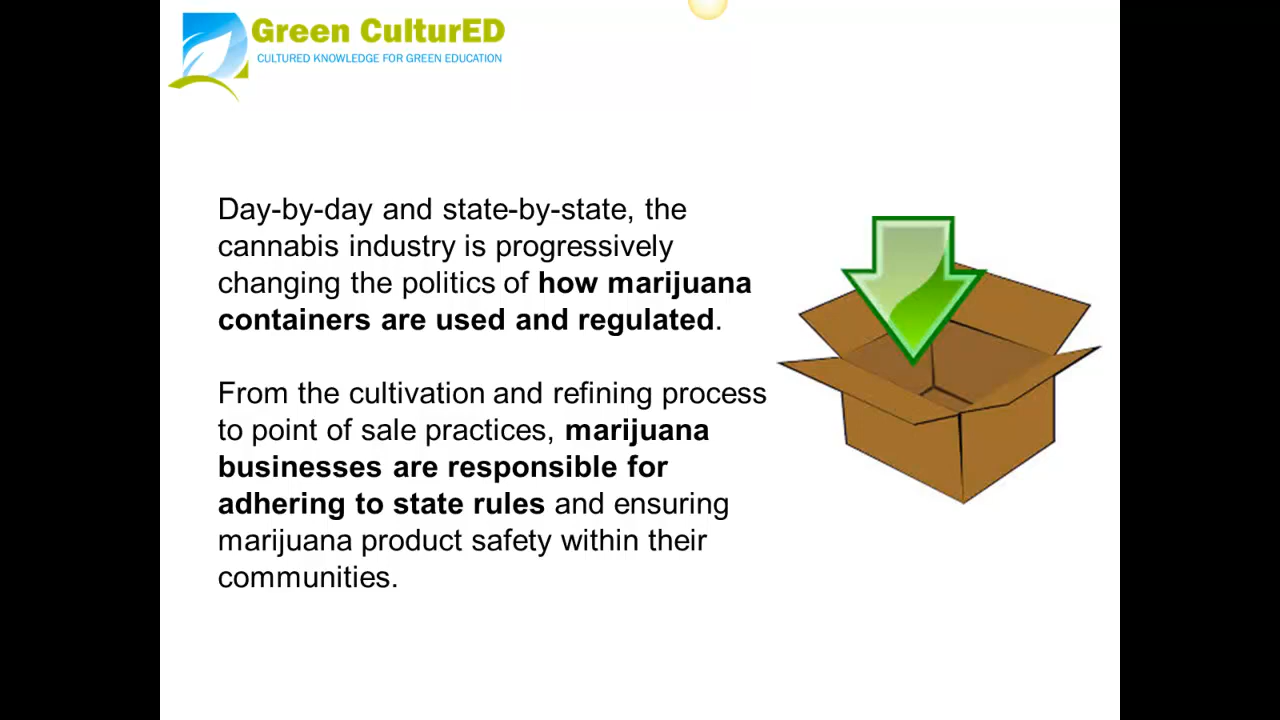 Green CulturED
CULTURED KNOWLEDGE FOR GREEN EDUCATION
Day-by-day and state-by-state, the
cannabis industry is progressively
changing the politics of how marijuana
containers are used and regulated.
From the cultivation and refining process
to point of sale practices, marijuana
businesses are responsible for
adhering to state rules and ensuring
marijuana product safety within their
communities.